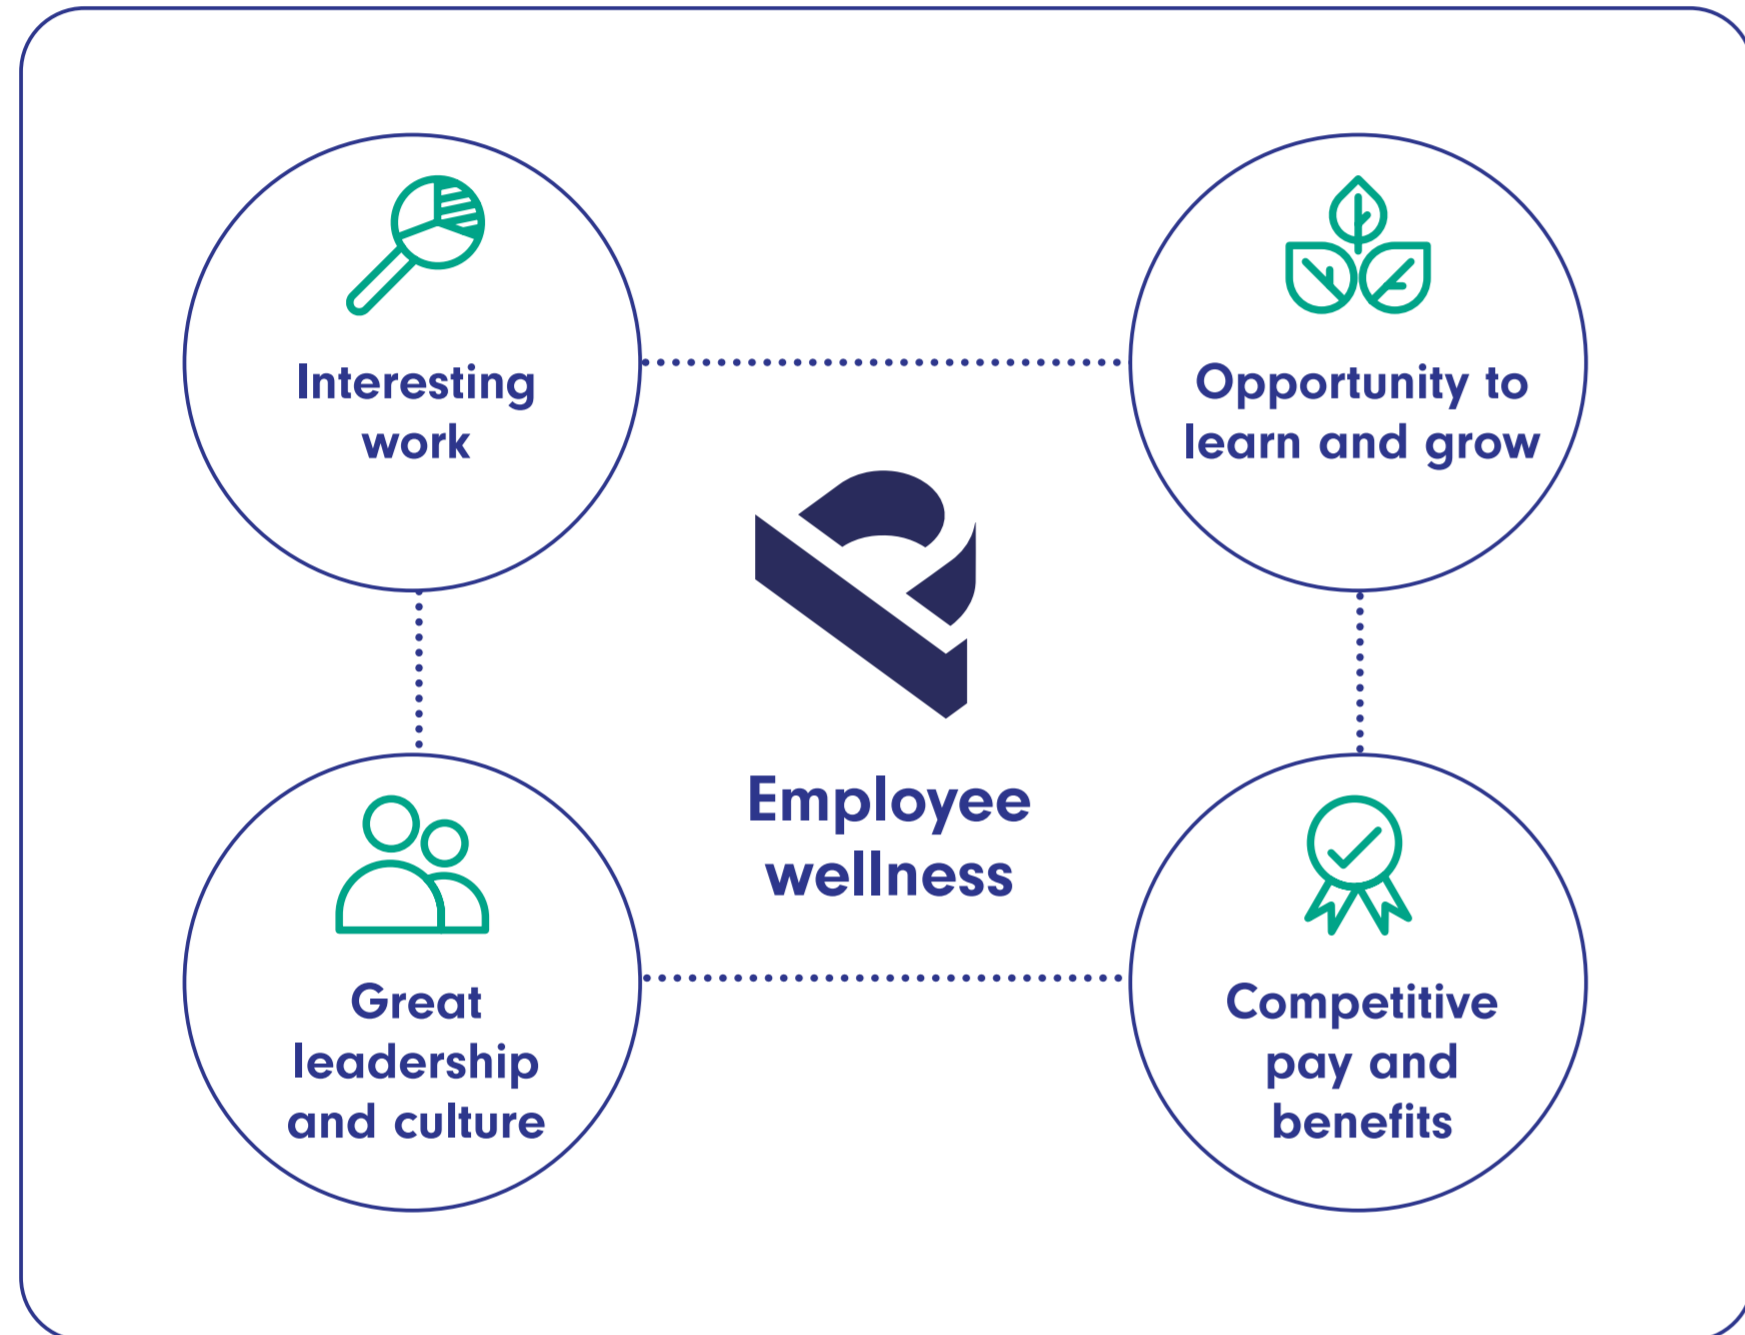 Interesting
work
Opportunity to
learn and grow
Employee
wellness
Great
leadership
and culture
Competitive
pay and
benefits